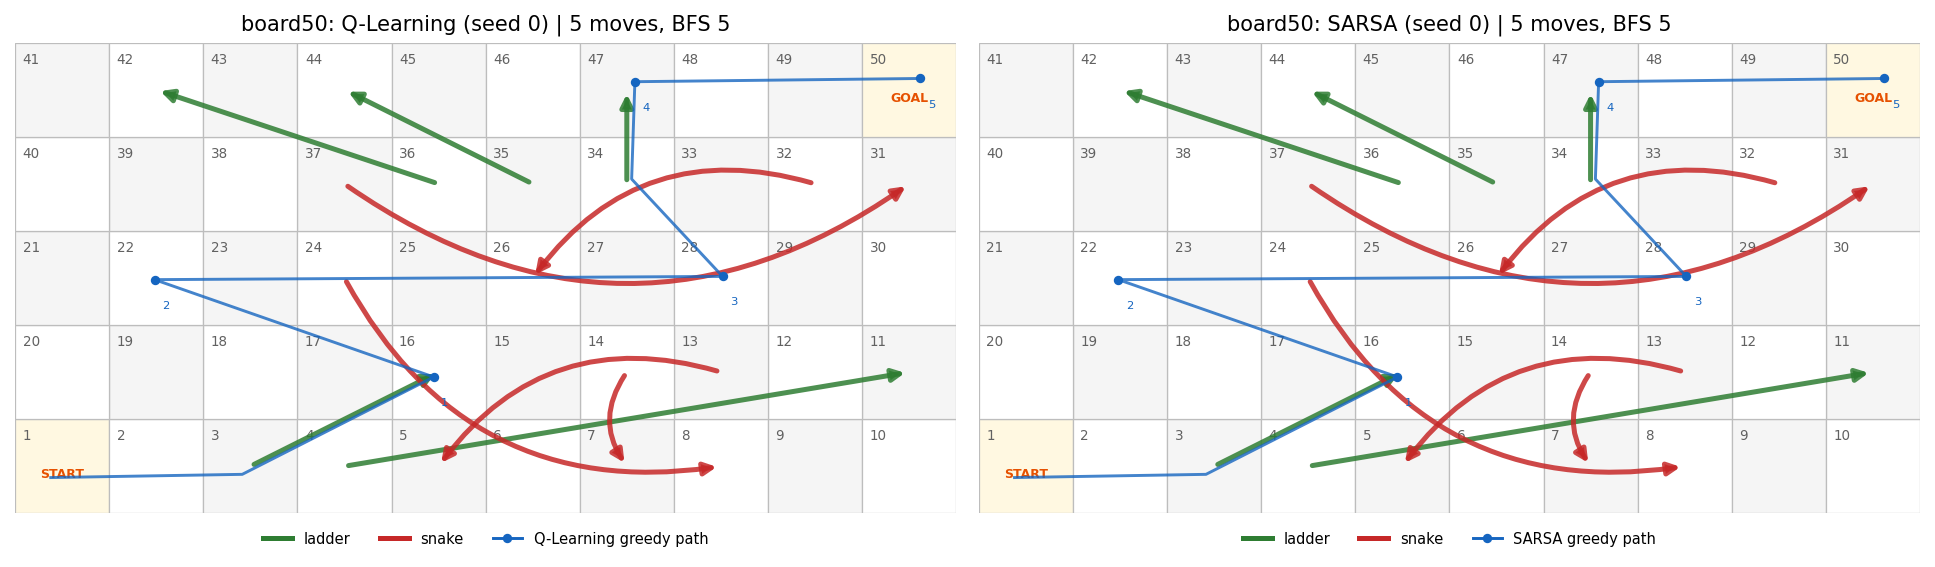 board50: Q-Learning (seed 0) | 5 moves, BFS 5
41 42 43 44 45 46 47 48 49 50
GOAL
4 5
40 39 38 37 36 35 34 33 32 31
21 22 23 24 25 26 27 28 29 30
2 3
20 19 18 17 16 15 14 13 12 11
1
1 2 3 4 5 6 7 8 9 10
START
ladder snake Q-Learning greedy path
board50: SARSA (seed 0) | 5 moves, BFS 5
41 42 43 44 45 46 47 48 49 50
GOAL
4 5
40 39 38 37 36 35 34 33 32 31
21 22 23 24 25 26 27 28 29 30
2 3
20 19 18 17 16 15 14 13 12 11
1
1 2 3 4 5 6 7 8 9 10
START
ladder snake SARSA greedy path